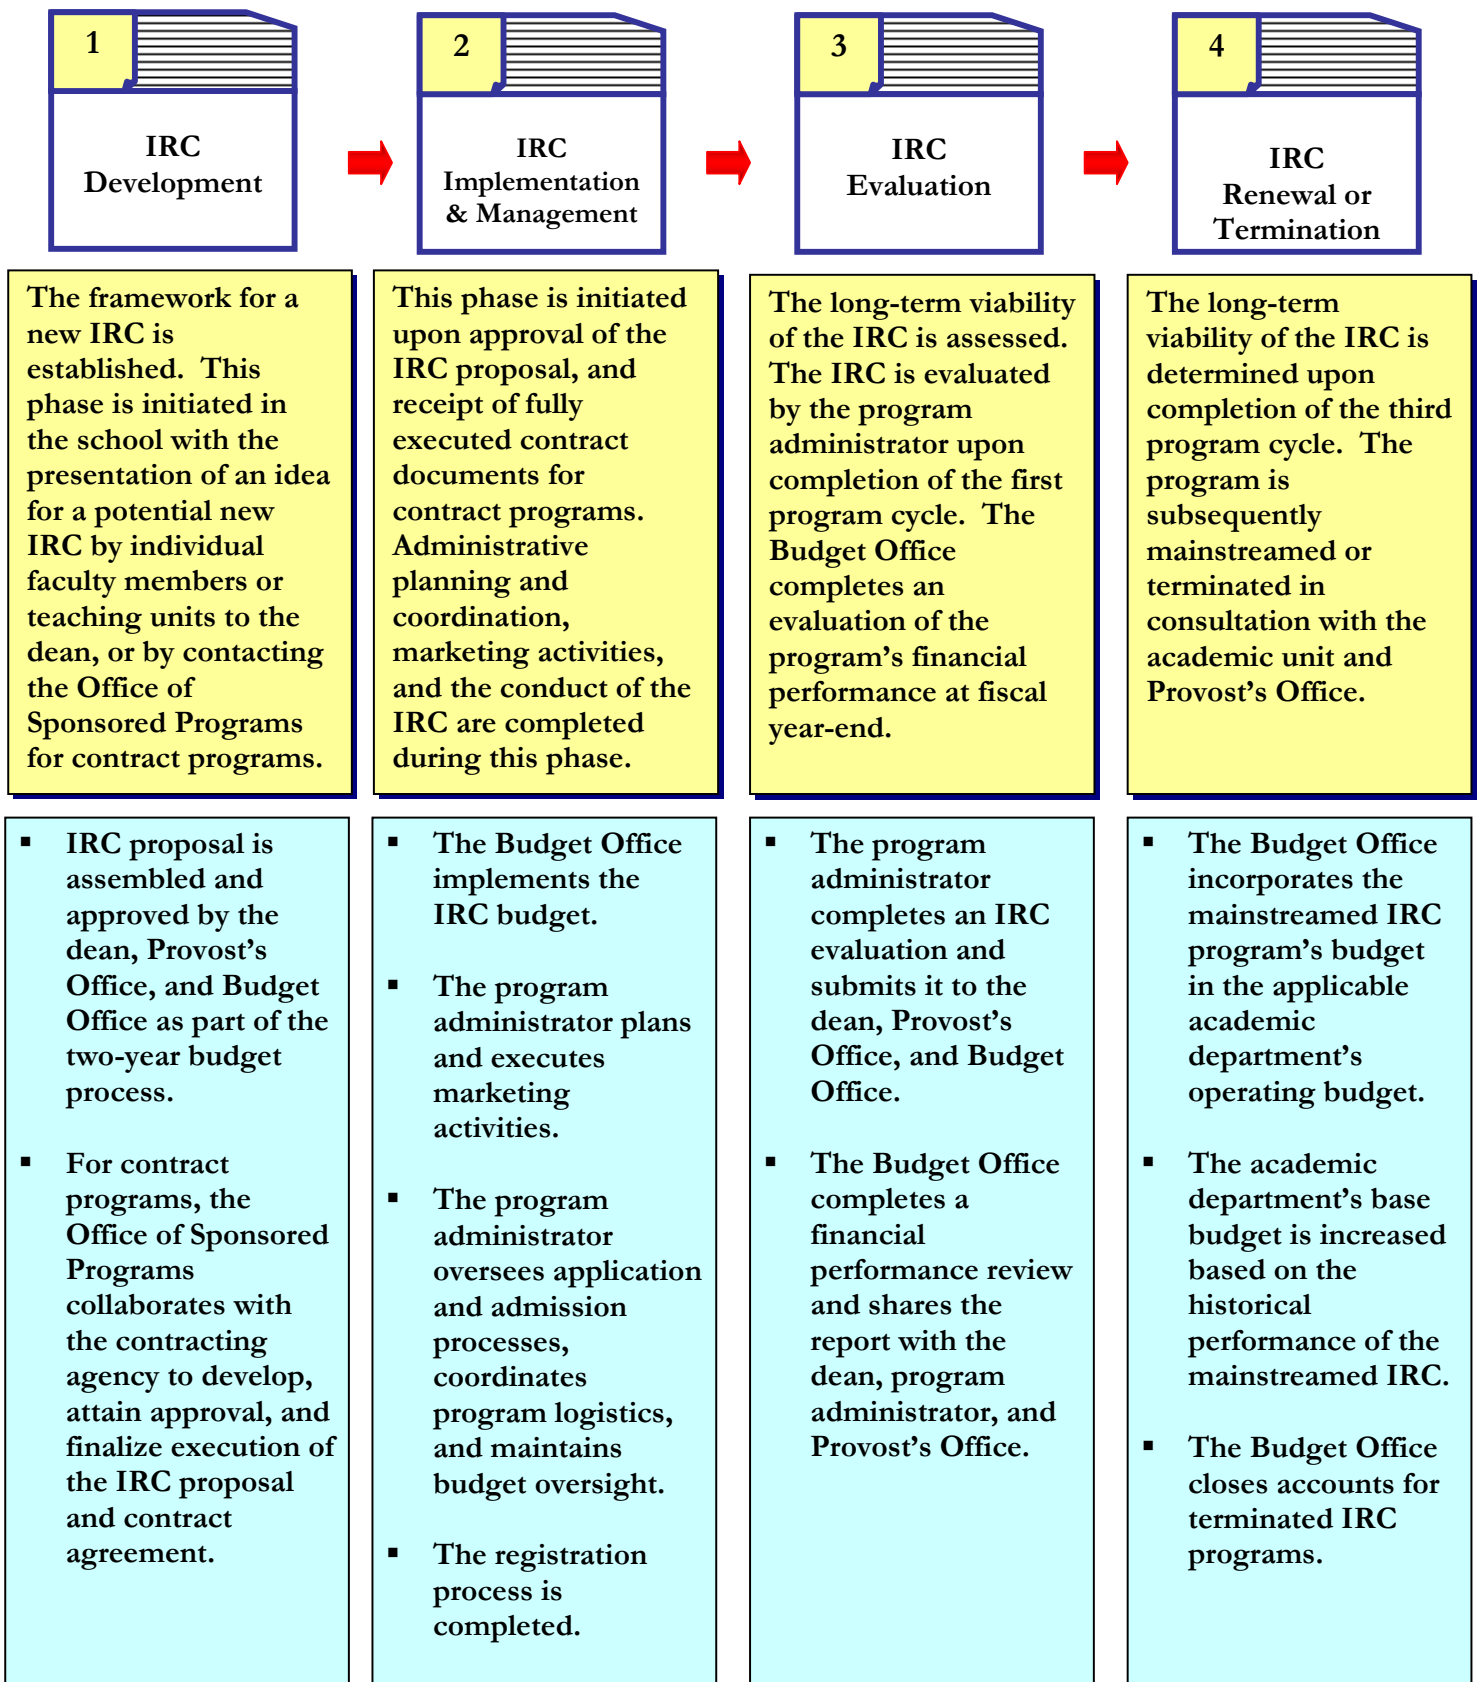 1
IRC
Development
2
IRC
Implementation
& Management
3
IRC
Evaluation
4
IRC
Renewal or
Termination
The framework for a
new IRC is
established.  This
phase is initiated in
the school with the
presentation of an idea
for a potential new
IRC by individual
faculty members or
teaching units to the
dean, or by contacting
the Office of
Sponsored Programs
for contract programs.
This phase is initiated
upon approval of the
IRC proposal, and
receipt of fully
executed contract
documents for
contract programs.
Administrative
planning and
coordination,
marketing activities,
and the conduct of the
IRC are completed
during this phase.
The long-term viability
of the IRC is assessed.
The IRC is evaluated
by the program
administrator upon
completion of the first
program cycle.  The
Budget Office
completes an
evaluation of the
program’s financial
performance at fiscal
year-end.
The long-term
viability of the IRC is
determined upon
completion of the third
program cycle.  The
program is
subsequently
mainstreamed or
terminated in
consultation with the
academic unit and
Provost’s Office.
▪ IRC proposal is
assembled and
approved by the
dean, Provost’s
Office, and Budget
Office as part of the
two-year budget
process.
▪ For contract
programs, the
Office of Sponsored
Programs
collaborates with
the contracting
agency to develop,
attain approval, and
finalize execution of
the IRC proposal
and contract
agreement.
▪ The Budget Office
implements the
IRC budget.
▪ The program
administrator plans
and executes
marketing
activities.
▪ The program
administrator
oversees application
and admission
processes,
coordinates
program logistics,
and maintains
budget oversight.
▪ The registration
process is
completed.
▪ The program
administrator
completes an IRC
evaluation and
submits it to the
dean, Provost’s
Office, and Budget
Office.
▪ The Budget Office
completes a
financial
performance review
and shares the
report with the
dean, program
administrator, and
Provost’s Office.
▪ The Budget Office
incorporates the
mainstreamed IRC
program’s budget
in the applicable
academic
department’s
operating budget.
▪ The academic
department’s base
budget is increased
based on the
historical
performance of the
mainstreamed IRC.
▪ The Budget Office
closes accounts for
terminated IRC
programs.